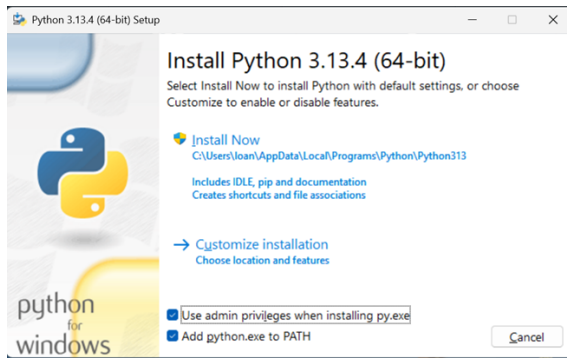 Python 3.13.4 (64-bit) Setup
Install Python 3.13.4 (64-bit)
Select Install Now to install Python with default settings, or choose
Customize to enable or disable features.
Install Now
C:\Users\loan\AppData\Local\Programs\Python\Python313
Includes IDLE, pip and documentation
Creates shortcuts and file associations
Customize installation
Choose location and features
Use admin privileges when installing py.exe
Add python.exe to PATH
python
for
windows
Cancel